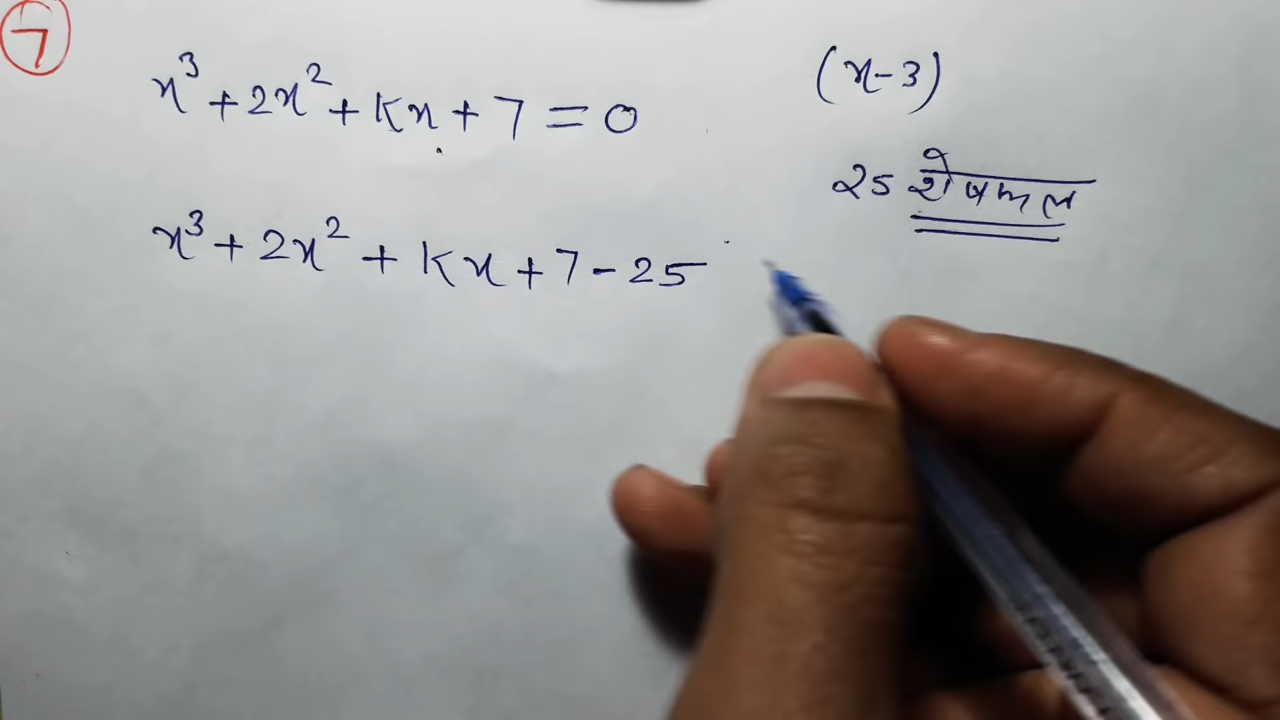 7
x³ + 2x² + kx + 7 = 0
(x-3)
25 शेषफल
x³ + 2x² + kx + 7 - 25